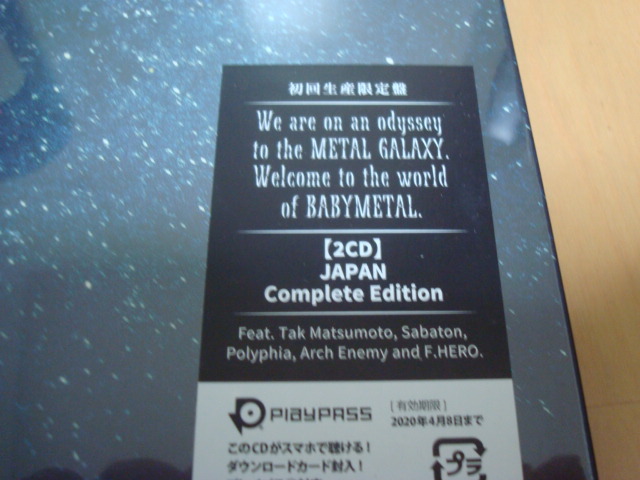 初回生産限定盤
We are on an odyssey
to the METAL GALAXY.
Welcome to the world
of BABYMETAL.
【2CD】
JAPAN
Complete Edition
Feat. Tak Matsumoto, Sabaton,
Polyphia, Arch Enemy and F.HERO.
PlayPASS
[有効期限]
2020年4月8日まで
このCDがスマホで聴ける!
ダウンロードカード封入!
プラ